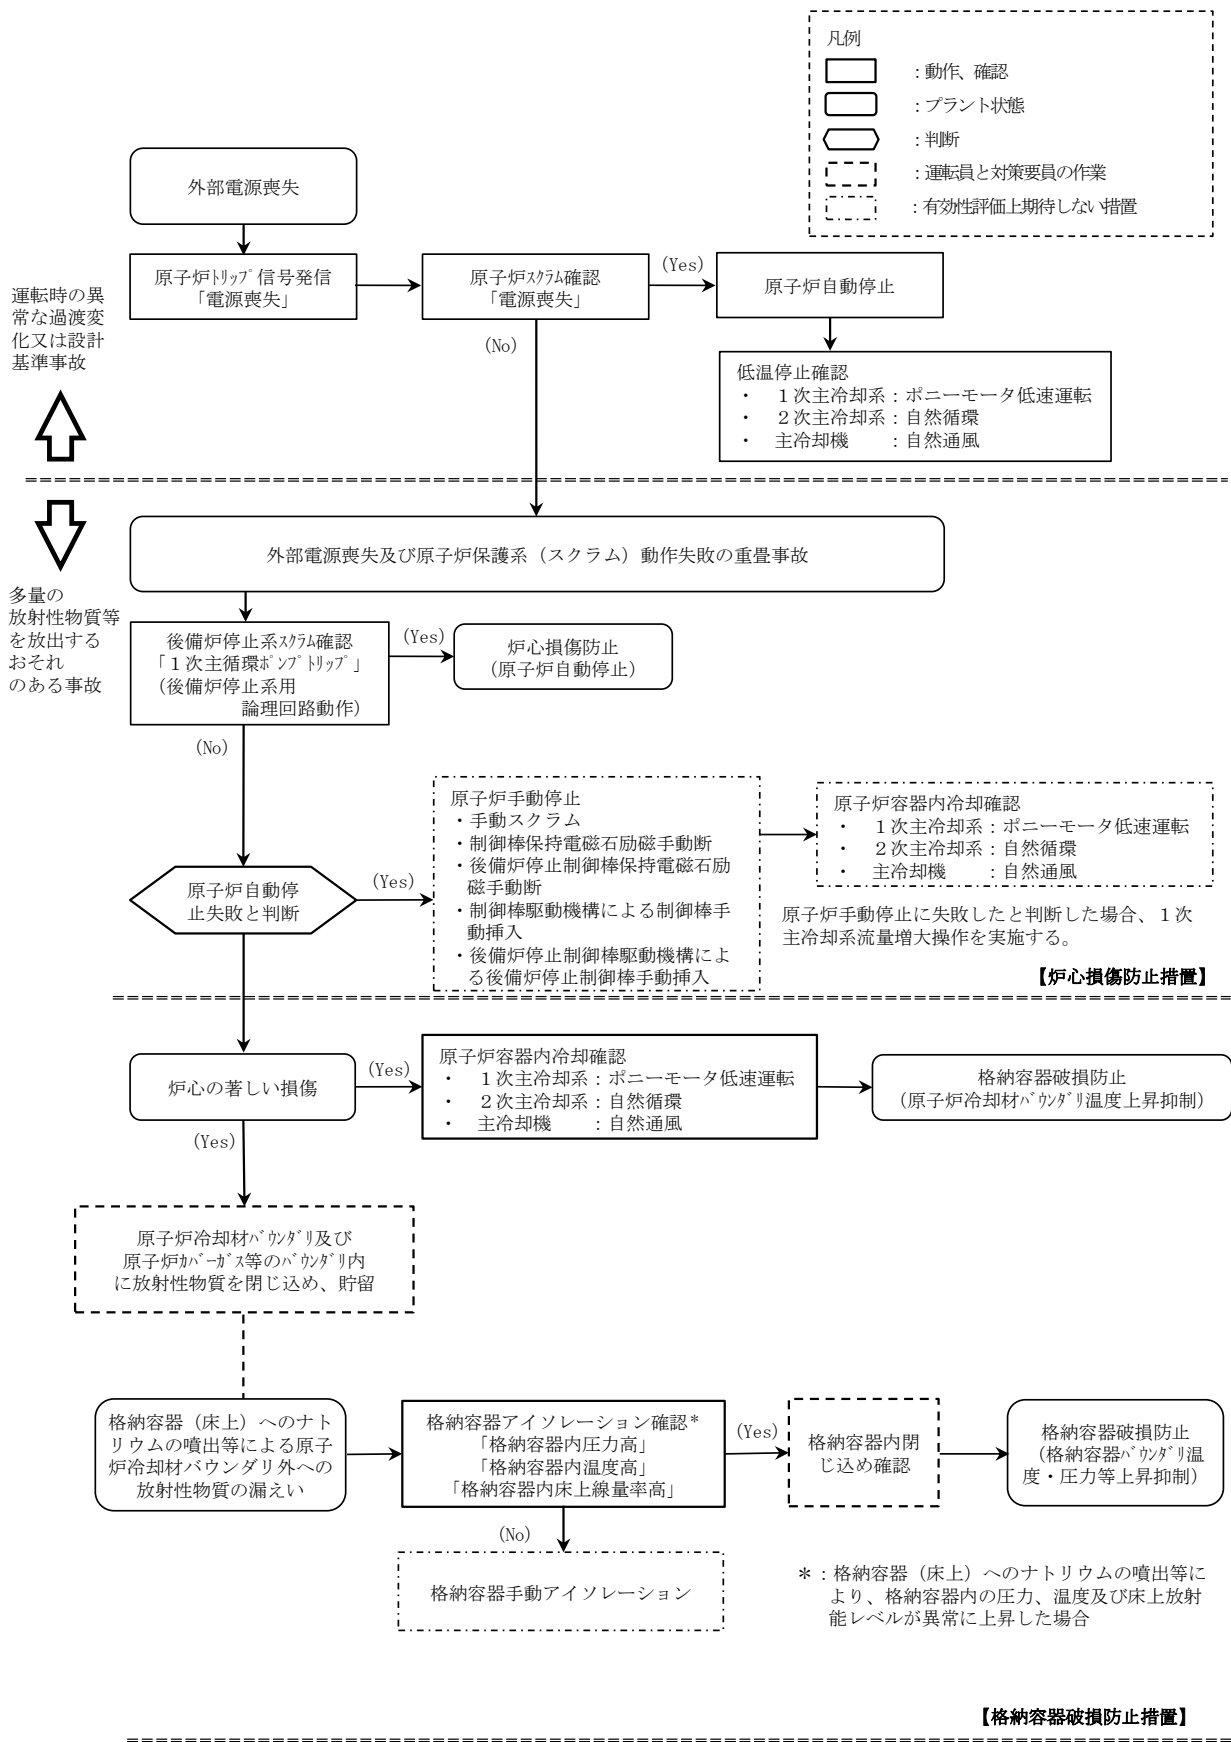 凡例
：動作、確認
：プラント状態
：判断
：運転員と対策要員の作業
：有効性評価上期待しない措置
外部電源喪失
原子炉ﾄﾘｯﾌﾟ信号発信
「電源喪失」
原子炉ｽｸﾗﾑ確認
「電源喪失」
(Yes)
原子炉自動停止
(No)
運転時の異
常な過渡変
化又は設計
基準事故
低温停止確認
・　１次主冷却系：ポニーモータ低速運転
・　２次主冷却系：自然循環
・　主冷却機　　：自然通風
外部電源喪失及び原子炉保護系（スクラム）動作失敗の重畳事故
多量の
放射性物質等
を放出する
おそれ
のある事故
後備炉停止系ｽｸﾗﾑ確認
「１次主循環ﾎﾟﾝﾌﾟﾄﾘｯﾌﾟ」
（後備炉停止系用
論理回路動作）
(Yes)
炉心損傷防止
（原子炉自動停止）
(No)
原子炉自動停
止失敗と判断
(Yes)
原子炉手動停止
・手動スクラム
・制御棒保持電磁石励磁手動断
・後備炉停止制御棒保持電磁石励
磁手動断
・制御棒駆動機構による制御棒手
動挿入
・後備炉停止制御棒駆動機構によ
る後備炉停止制御棒手動挿入
原子炉容器内冷却確認
・　１次主冷却系：ポニーモータ低速運転
・　２次主冷却系：自然循環
・　主冷却機　　：自然通風
原子炉手動停止に失敗したと判断した場合、１次
主冷却系流量増大操作を実施する。
【炉心損傷防止措置】
炉心の著しい損傷
(Yes)
原子炉容器内冷却確認
・　１次主冷却系：ポニーモータ低速運転
・　２次主冷却系：自然循環
・　主冷却機　　：自然通風
格納容器破損防止
（原子炉冷却材ﾊﾞｳﾝﾀﾞﾘ温度上昇抑制）
(Yes)
原子炉冷却材ﾊﾞｳﾝﾀﾞﾘ及び
原子炉ｶﾊﾞｰｶﾞｽ等のﾊﾞｳﾝﾀﾞﾘ内
に放射性物質を閉じ込め、貯留
格納容器（床上）へのナト
リウムの噴出等による原子
炉冷却材バウンダリ外への
放射性物質の漏えい
格納容器アイソレーション確認*
「格納容器内圧力高」
「格納容器内温度高」
「格納容器内床上線量率高」
(Yes)
格納容器内閉
じ込め確認
格納容器破損防止
（格納容器ﾊﾞｳﾝﾀﾞﾘ温
度・圧力等上昇抑制）
(No)
格納容器手動アイソレーション
＊：格納容器（床上）へのナトリウムの噴出等に
より、格納容器内の圧力、温度及び床上放射
能レベルが異常に上昇した場合
【格納容器破損防止措置】